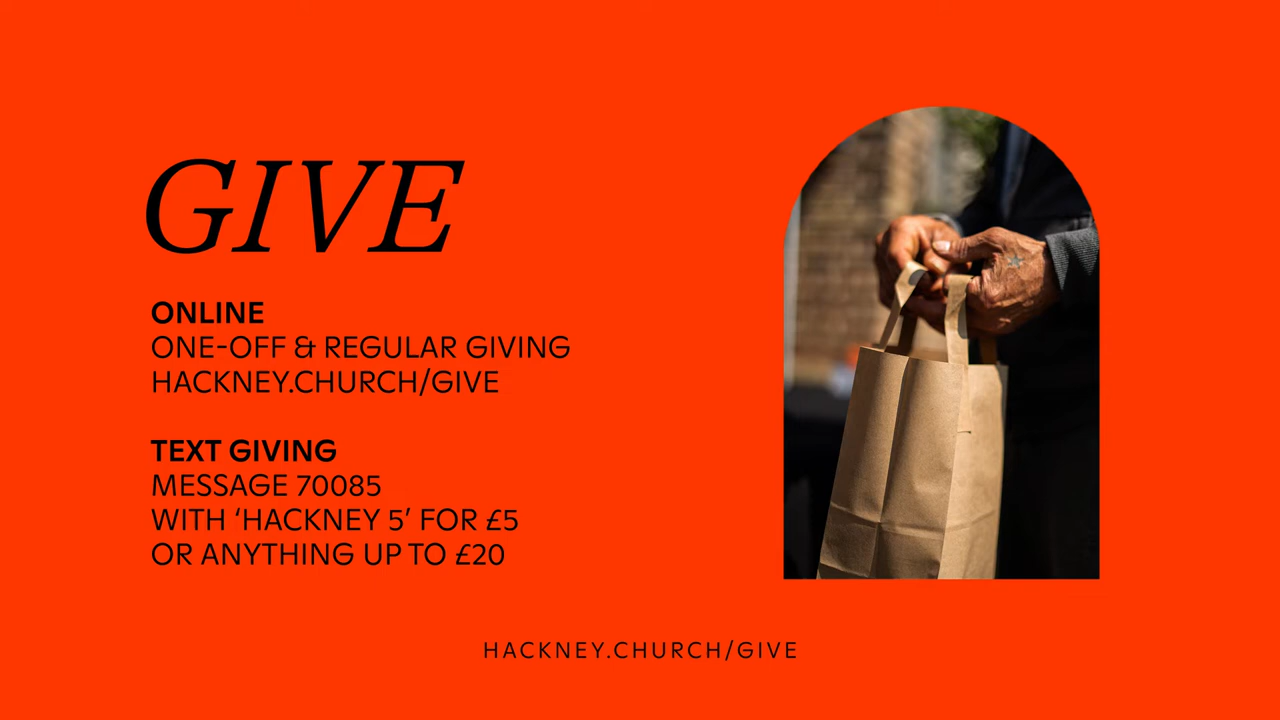 GIVE
ONLINE
ONE-OFF & REGULAR GIVING
HACKNEY.CHURCH/GIVE
TEXT GIVING
MESSAGE 70085
WITH ‘HACKNEY 5’ FOR £5
OR ANYTHING UP TO £20
HACKNEY.CHURCH/GIVE